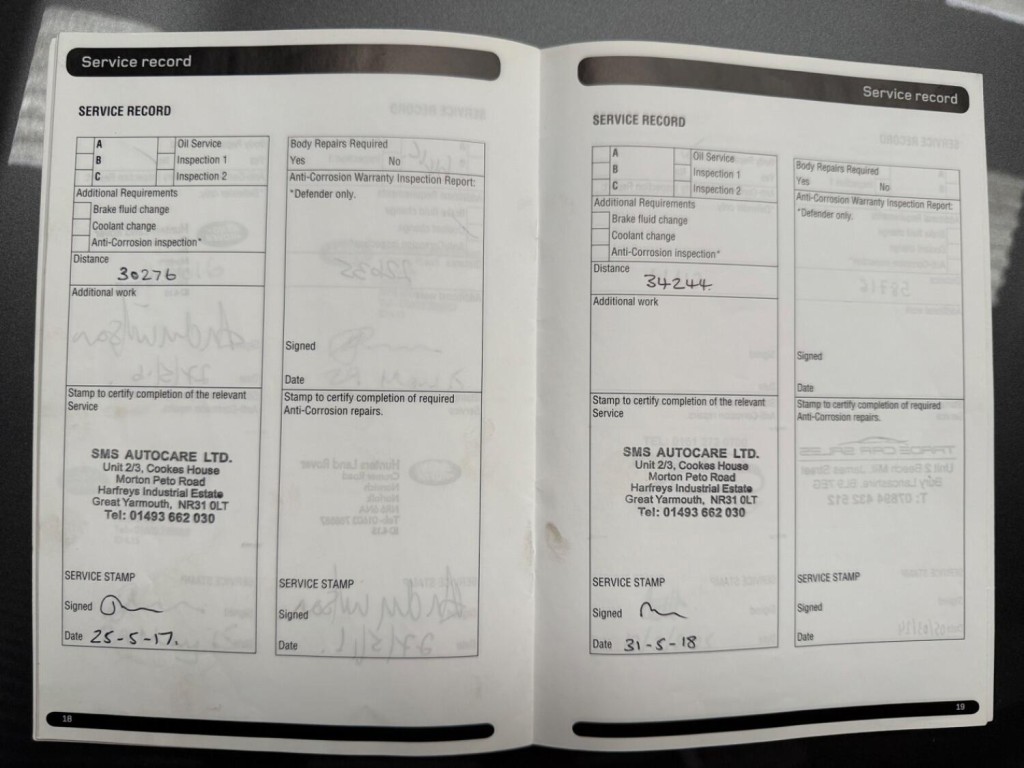 Service record
SERVICE RECORD
A Oil Service
B Inspection 1
C Inspection 2
Additional Requirements
Brake fluid change
Coolant change
Anti-Corrosion inspection*
Distance
30276
Additional work
Stamp to certify completion of the relevant
Service
SMS AUTOCARE LTD.
Unit 2/3, Cookes House
Morton Peto Road
Harfreys Industrial Estate
Great Yarmouth, NR31 0LT
Tel: 01493 662 030
SERVICE STAMP
Signed
Date 25-5-17.
Body Repairs Required
Yes No
Anti-Corrosion Warranty Inspection Report:
*Defender only.
Signed
Date
Stamp to certify completion of required
Anti-Corrosion repairs.
SERVICE STAMP
Signed
Date
18
Service record
SERVICE RECORD
A Oil Service
B Inspection 1
C Inspection 2
Additional Requirements
Brake fluid change
Coolant change
Anti-Corrosion inspection*
Distance
34244
Additional work
Stamp to certify completion of the relevant
Service
SMS AUTOCARE LTD.
Unit 2/3, Cookes House
Morton Peto Road
Harfreys Industrial Estate
Great Yarmouth, NR31 0LT
Tel: 01493 662 030
SERVICE STAMP
Signed
Date 31-5-18
Body Repairs Required
Yes No
Anti-Corrosion Warranty Inspection Report:
*Defender only.
Signed
Date
Stamp to certify completion of required
Anti-Corrosion repairs.
SERVICE STAMP
Signed
Date
19